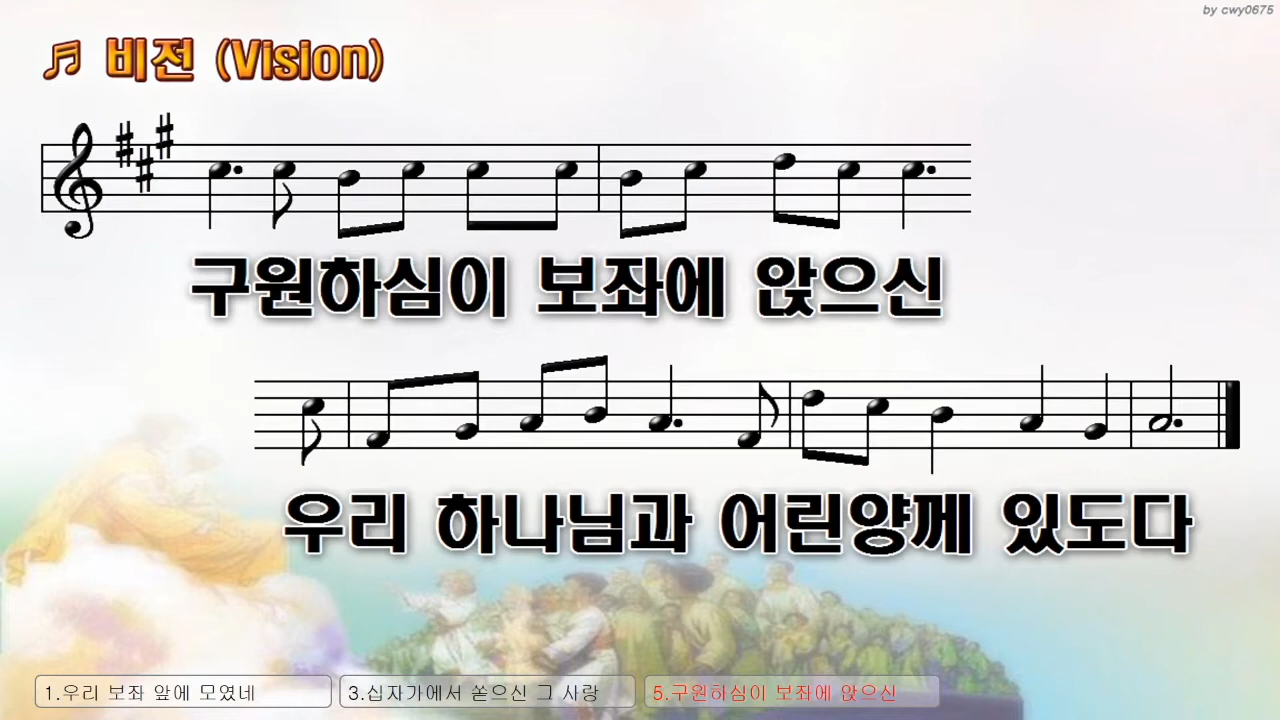 by cwy0675
♬ 비전 (Vision)
구원하심이 보좌에 앉으신
우리 하나님과 어린양께 있도다
1.우리 보좌 앞에 모였네
3.십자가에서 쏟으신 그 사랑
5.구원하심이 보좌에 앉으신